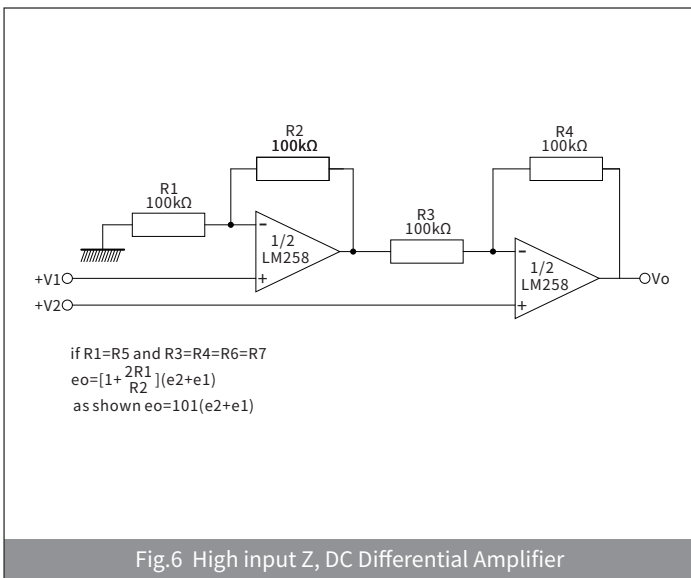 R2
100kΩ
R4
100kΩ
R1
100kΩ
R3
100kΩ
-
1/2
LM258
+
-
1/2
LM258
+
+V1
+V2
Vo
if R1=R5 and R3=R4=R6=R7
eo=[1+2R1/R2](e2+e1)
as shown eo=101(e2+e1)
Fig.6 High input Z, DC Differential Amplifier